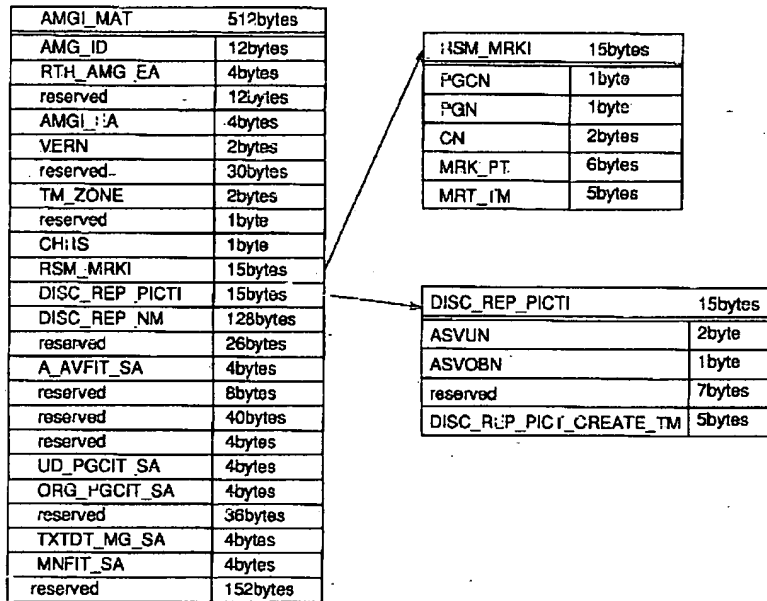 AMGI_MAT 512bytes
AMG_ID 12bytes
RTH_AMG_EA 4bytes
reserved 12bytes
AMGI_EA 4bytes
VERN 2bytes
reserved 30bytes
TM_ZONE 2bytes
reserved 1byte
CHRS 1byte
RSM_MRKI 15bytes
DISC_REP_PICTI 15bytes
DISC_REP_NM 128bytes
reserved 26bytes
A_AVFIT_SA 4bytes
reserved 8bytes
reserved 40bytes
reserved 4bytes
UD_PGCIT_SA 4bytes
ORG_PGCIT_SA 4bytes
reserved 36bytes
TXTDT_MG_SA 4bytes
MNFIT_SA 4bytes
reserved 152bytes
RSM_MRKI 15bytes
PGCN 1byte
PGN 1byte
CN 2bytes
MRK_PT 6bytes
MRT_TM 5bytes
DISC_REP_PICTI 15bytes
ASVUN 2byte
ASVOBN 1byte
reserved 7bytes
DISC_REP_PICT_CREATE_TM 5bytes